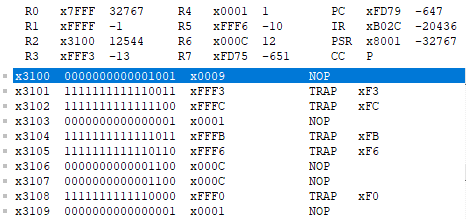 R0 x7FFF 32767 R4 x0001 1 PC xFD79 -647
R1 xFFFF -1 R5 xFFF6 -10 IR xB02C -20436
R2 x3100 12544 R6 x000C 12 PSR x8001 -32767
R3 xFFF3 -13 R7 xFD75 -651 CC P
x3100 0000000000001001 x0009 NOP
x3101 1111111111110011 xFFF3 TRAP xF3
x3102 1111111111111100 xFFFC TRAP xFC
x3103 0000000000000001 x0001 NOP
x3104 1111111111111011 xFFFB TRAP xFB
x3105 1111111111110110 xFFF6 TRAP xF6
x3106 0000000000001100 x000C NOP
x3107 0000000000001100 x000C NOP
x3108 1111111111110000 xFFF0 TRAP xF0
x3109 0000000000000001 x0001 NOP